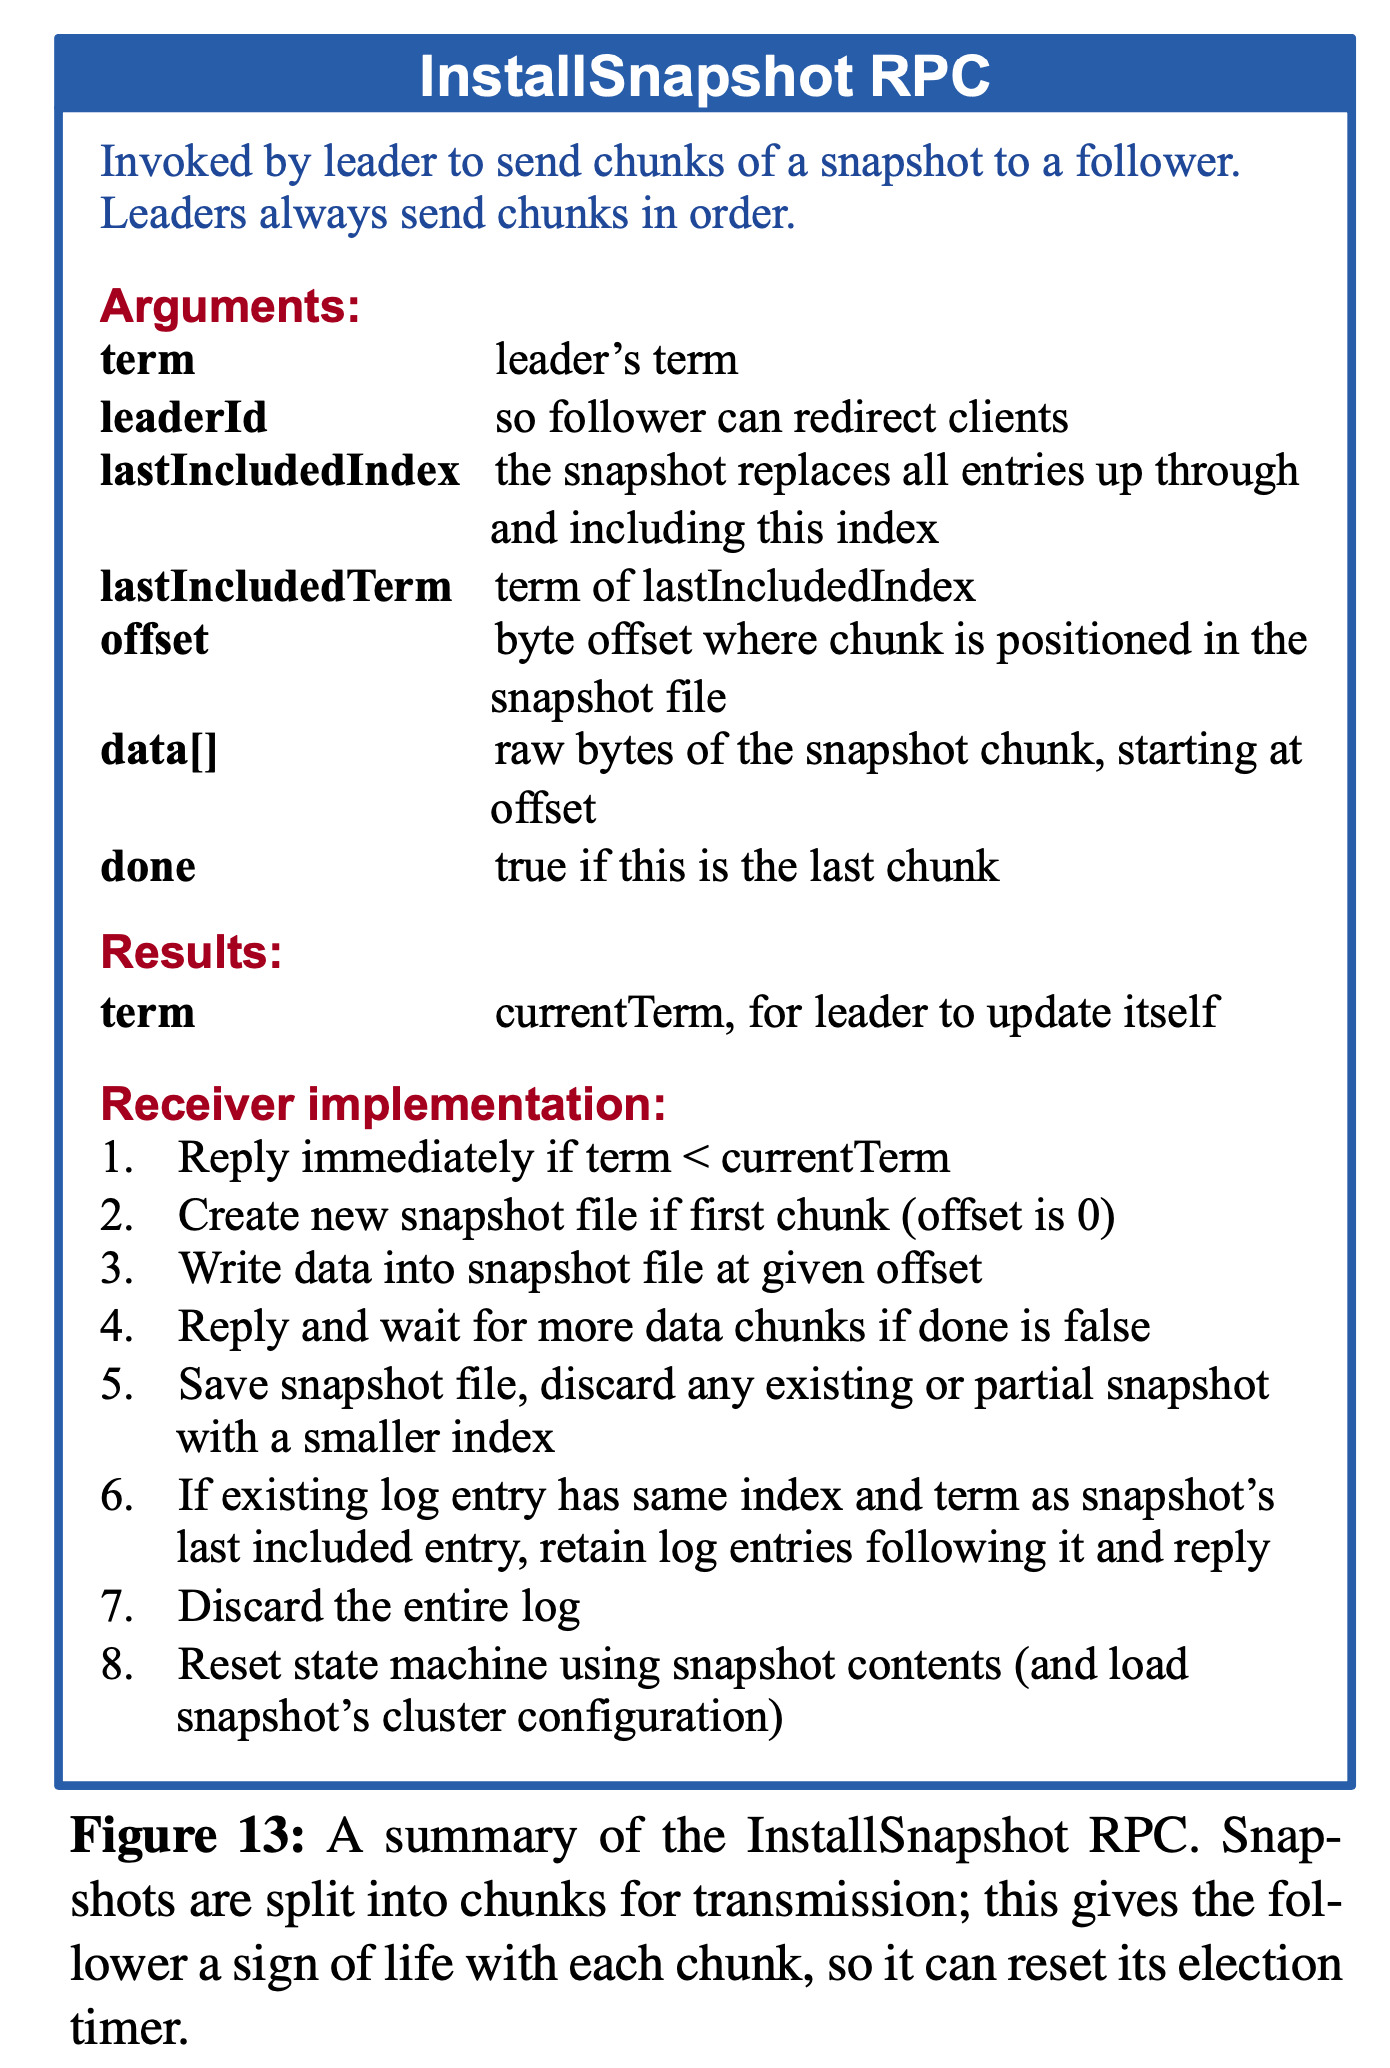 InstallSnapshot RPC
Invoked by leader to send chunks of a snapshot to a follower.
Leaders always send chunks in order.
Arguments:
term leader’s term
leaderId so follower can redirect clients
lastIncludedIndex the snapshot replaces all entries up through
and including this index
lastIncludedTerm term of lastIncludedIndex
offset byte offset where chunk is positioned in the
snapshot file
data[] raw bytes of the snapshot chunk, starting at
offset
done true if this is the last chunk
Results:
term currentTerm, for leader to update itself
Receiver implementation:
1. Reply immediately if term < currentTerm
2. Create new snapshot file if first chunk (offset is 0)
3. Write data into snapshot file at given offset
4. Reply and wait for more data chunks if done is false
5. Save snapshot file, discard any existing or partial snapshot
with a smaller index
6. If existing log entry has same index and term as snapshot’s
last included entry, retain log entries following it and reply
7. Discard the entire log
8. Reset state machine using snapshot contents (and load
snapshot’s cluster configuration)
Figure 13: A summary of the InstallSnapshot RPC. Snap-
shots are split into chunks for transmission; this gives the fol-
lower a sign of life with each chunk, so it can reset its election
timer.